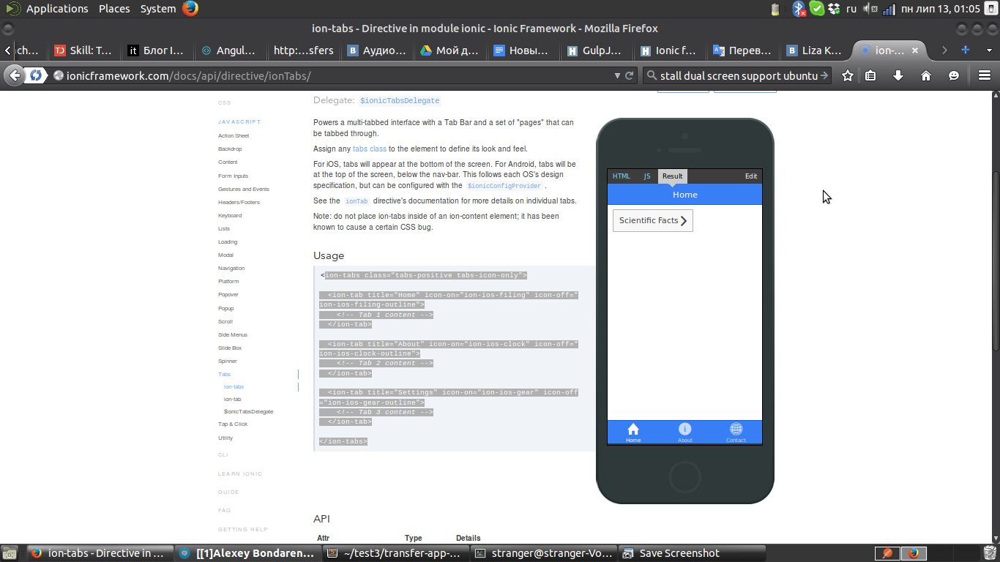 Applications Places System ru пн лип 13, 01:05
ion-tabs - Directive in module ionic - Ionic Framework - Mozilla Firefox
ch... Skill: T... Блог I... Angul... http:...sfers Аудио... Мой д... Новы... GulpJ... Ionic f... Перев... Liza K... ion-...
ionicframework.com/docs/api/directive/ionTabs/ stall dual screen support ubuntu
CSS
JAVASCRIPT
Action Sheet
Backdrop
Content
Form Inputs
Gestures and Events
Headers/Footers
Keyboard
Lists
Loading
Modal
Navigation
Platform
Popover
Popup
Scroll
Side Menus
Slide Box
Spinner
Tabs
ion-tabs
ion-tab
$ionicTabsDelegate
Tap & Click
Utility
CLI
LEARN IONIC
GUIDE
FAQ
GETTING HELP
Delegate: $ionicTabsDelegate
Powers a multi-tabbed interface with a Tab Bar and a set of "pages" that can
be tabbed through.
Assign any tabs class to the element to define its look and feel.
For iOS, tabs will appear at the bottom of the screen. For Android, tabs will be
at the top of the screen, below the nav-bar. This follows each OS's design
specification, but can be configured with the $ionicConfigProvider .
See the ionTab directive's documentation for more details on individual tabs.
Note: do not place ion-tabs inside of an ion-content element; it has been
known to cause a certain CSS bug.
Usage
<ion-tabs class="tabs-positive tabs-icon-only">
<ion-tab title="Home" icon-on="ion-ios-filing" icon-off="
ion-ios-filing-outline">
<!-- Tab 1 content -->
</ion-tab>
<ion-tab title="About" icon-on="ion-ios-clock" icon-off="
ion-ios-clock-outline">
<!-- Tab 2 content -->
</ion-tab>
<ion-tab title="Settings" icon-on="ion-ios-gear" icon-off
="ion-ios-gear-outline">
<!-- Tab 3 content -->
</ion-tab>
</ion-tabs>
API
Attr Type Details
HTML JS Result Edit
Home
Scientific Facts
Home About Contact
ion-tabs - Directive in ... [[1]Alexey Bondaren... ~/test3/transfer-app-... stranger@stranger-Vo... Save Screenshot